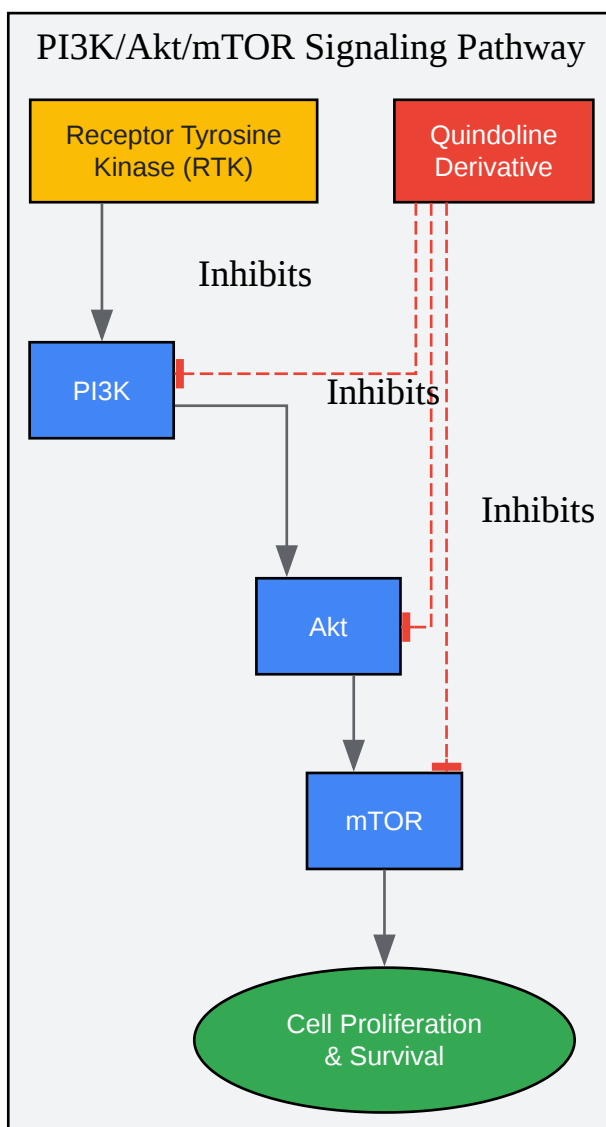 PI3K/Akt/mTOR Signaling Pathway
Receptor Tyrosine
Kinase (RTK)
Quindoline
Derivative
Inhibits
PI3K
Inhibits
Inhibits
Akt
mTOR
Cell Proliferation
& Survival